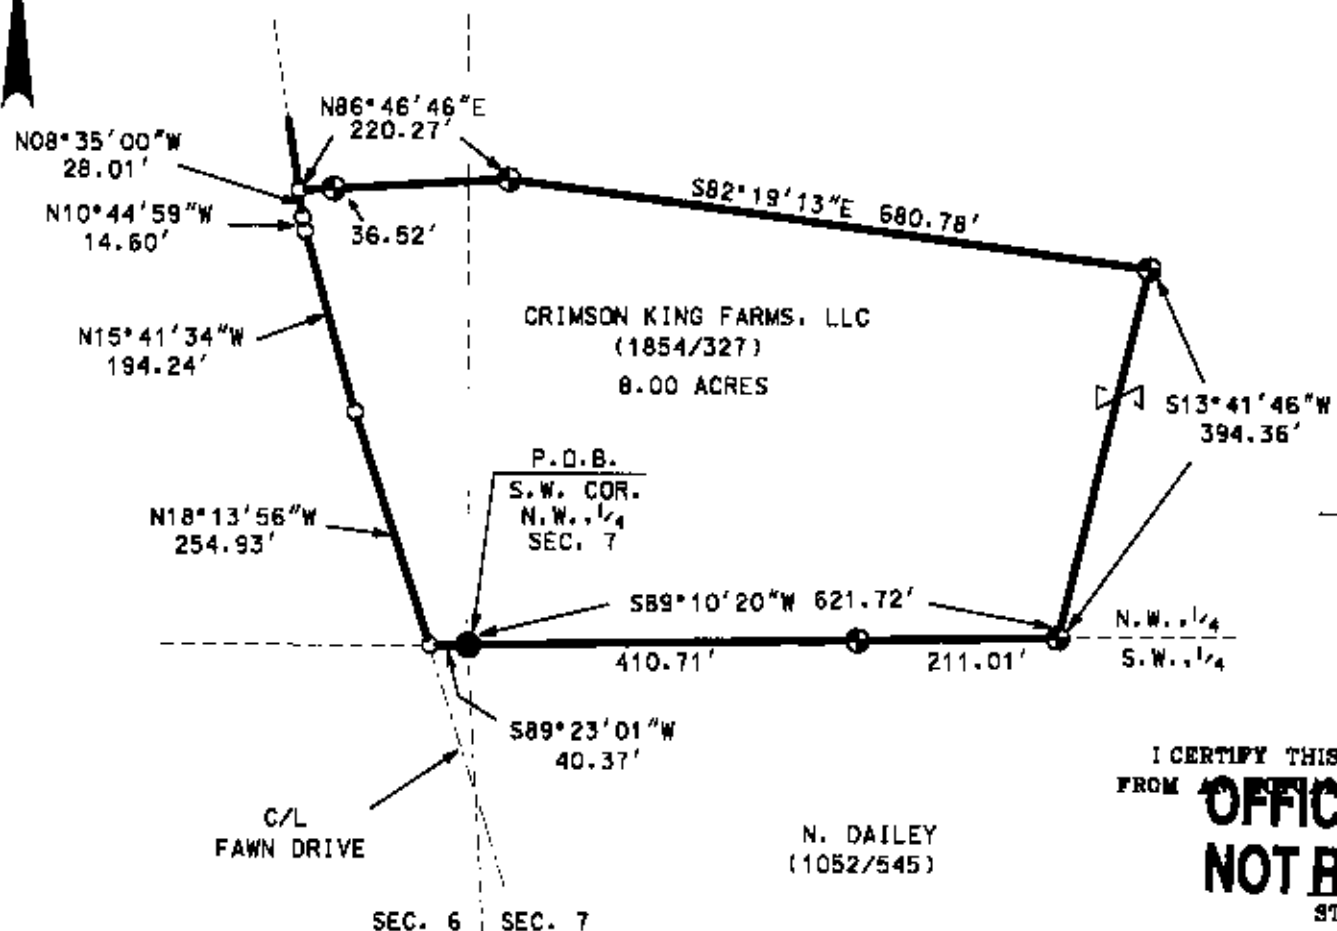 N86°46'46"E
220.27'
N08°35'00"W
28.01'
N10°44'59"W
14.60'
36.52'
S82°19'13"E 680.78'
N15°41'34"W
194.24'
CRIMSON KING FARMS, LLC
(1854/327)
8.00 ACRES
S13°41'46"W
394.36'
P.O.B.
S.W. COR.
N.W.,1/4
SEC. 7
N18°13'56"W
254.93'
S89°10'20"W 621.72'
N.W.,1/4
S.W.,1/4
410.71'
211.01'
S89°23'01"W
40.37'
I CERTIFY THIS
FROM
OFFIC
NOT
ST
C/L
FAWN DRIVE
N. DAILEY
(1052/545)
SEC. 6
SEC. 7